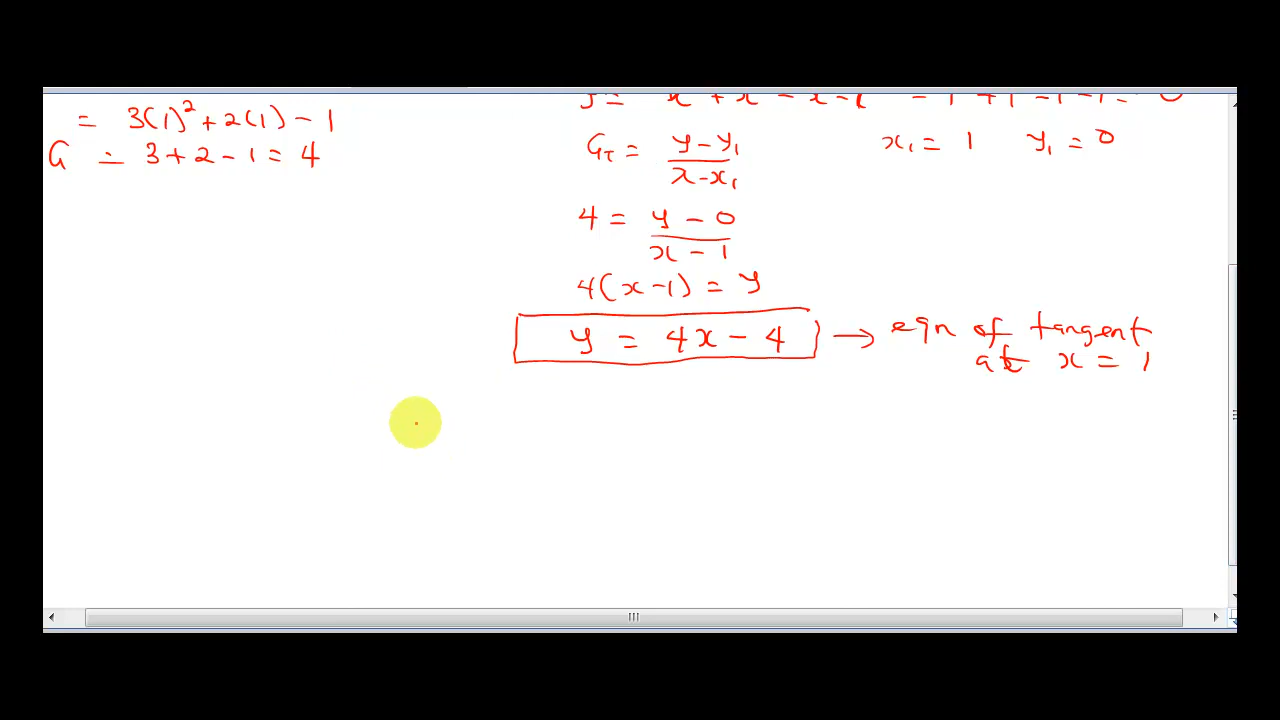 = 3(1)² + 2(1) - 1
G = 3 + 2 - 1 = 4
G_T = (y - y₁)/(x - x₁) x₁ = 1 y₁ = 0
4 = (y - 0)/(x - 1)
4(x - 1) = y
y = 4x - 4 → eqn of tangent
at x = 1